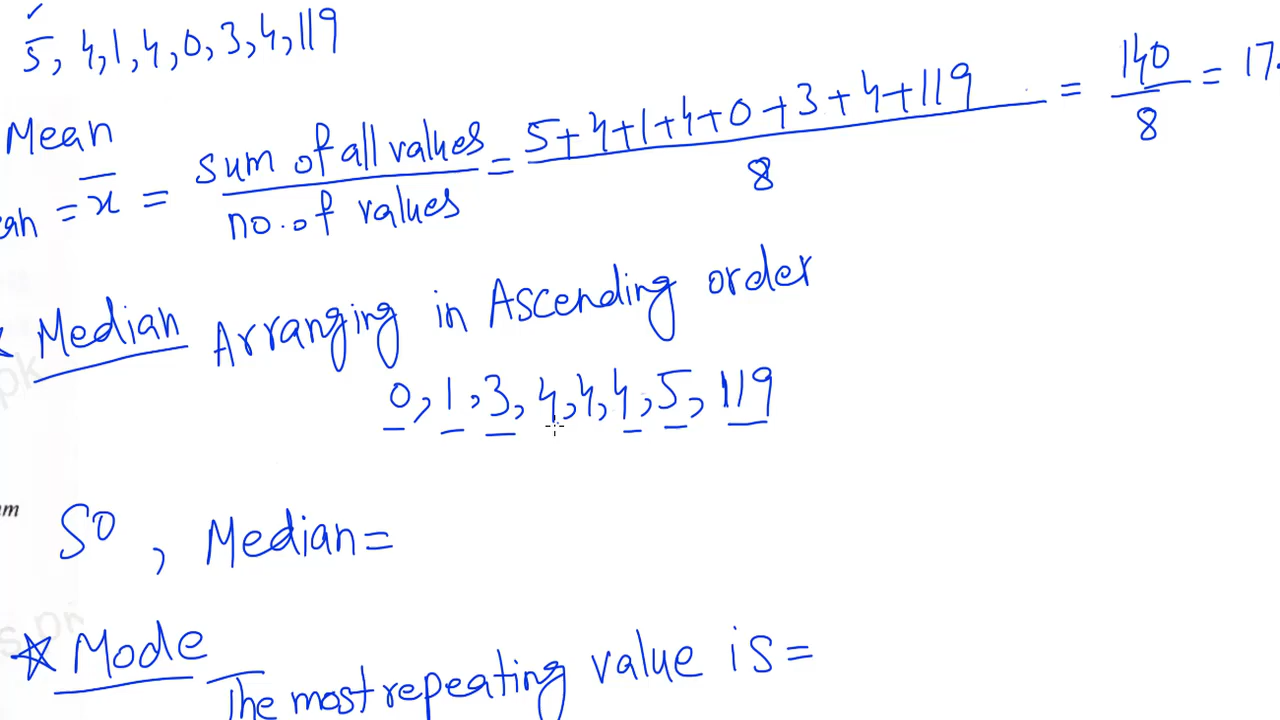 5, 4, 1, 4, 0, 3, 4, 119
Mean
x̄ = sum of all values / no. of values = 5+4+1+4+0+3+4+119 / 8 = 140 / 8 = 17.
Median Arranging in Ascending order
0, 1, 3, 4, 4, 4, 5, 119
So, Median=
Mode
The most repeating value is=